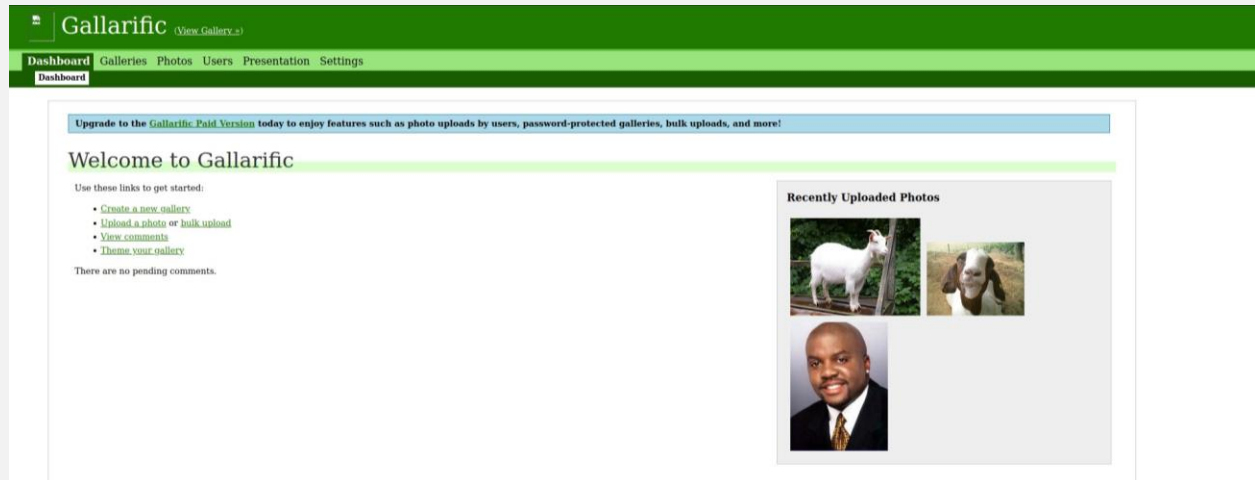 Gallarific (View Gallery »)
Dashboard Galleries Photos Users Presentation Settings
Dashboard
Upgrade to the Gallarific Paid Version today to enjoy features such as photo uploads by users, password-protected galleries, bulk uploads, and more!
Welcome to Gallarific
Use these links to get started:
Create a new gallery
Upload a photo or bulk upload
View comments
Theme your gallery
There are no pending comments.
Recently Uploaded Photos